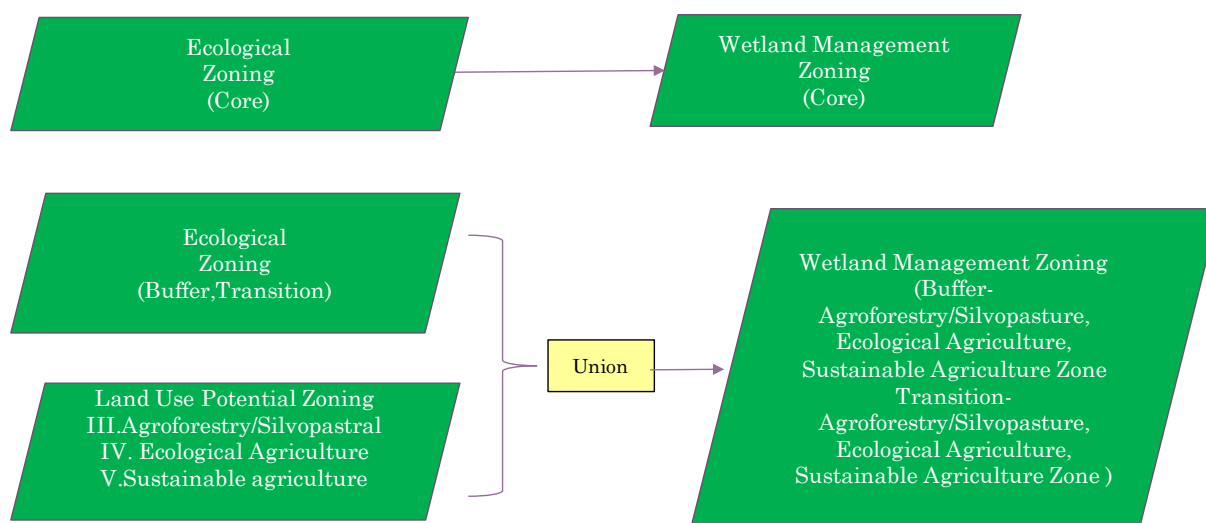 Ecological
Zoning
(Core)
Wetland Management
Zoning
(Core)
Ecological
Zoning
(Buffer,Transition)
Land Use Potential Zoning
III.Agroforestry/Silvopastral
IV. Ecological Agriculture
V.Sustainable agriculture
Union
Wetland Management Zoning
(Buffer-
Agroforestry/Silvopasture,
Ecological Agriculture,
Sustainable Agriculture Zone
Transition-
Agroforestry/Silvopasture,
Ecological Agriculture,
Sustainable Agriculture Zone )